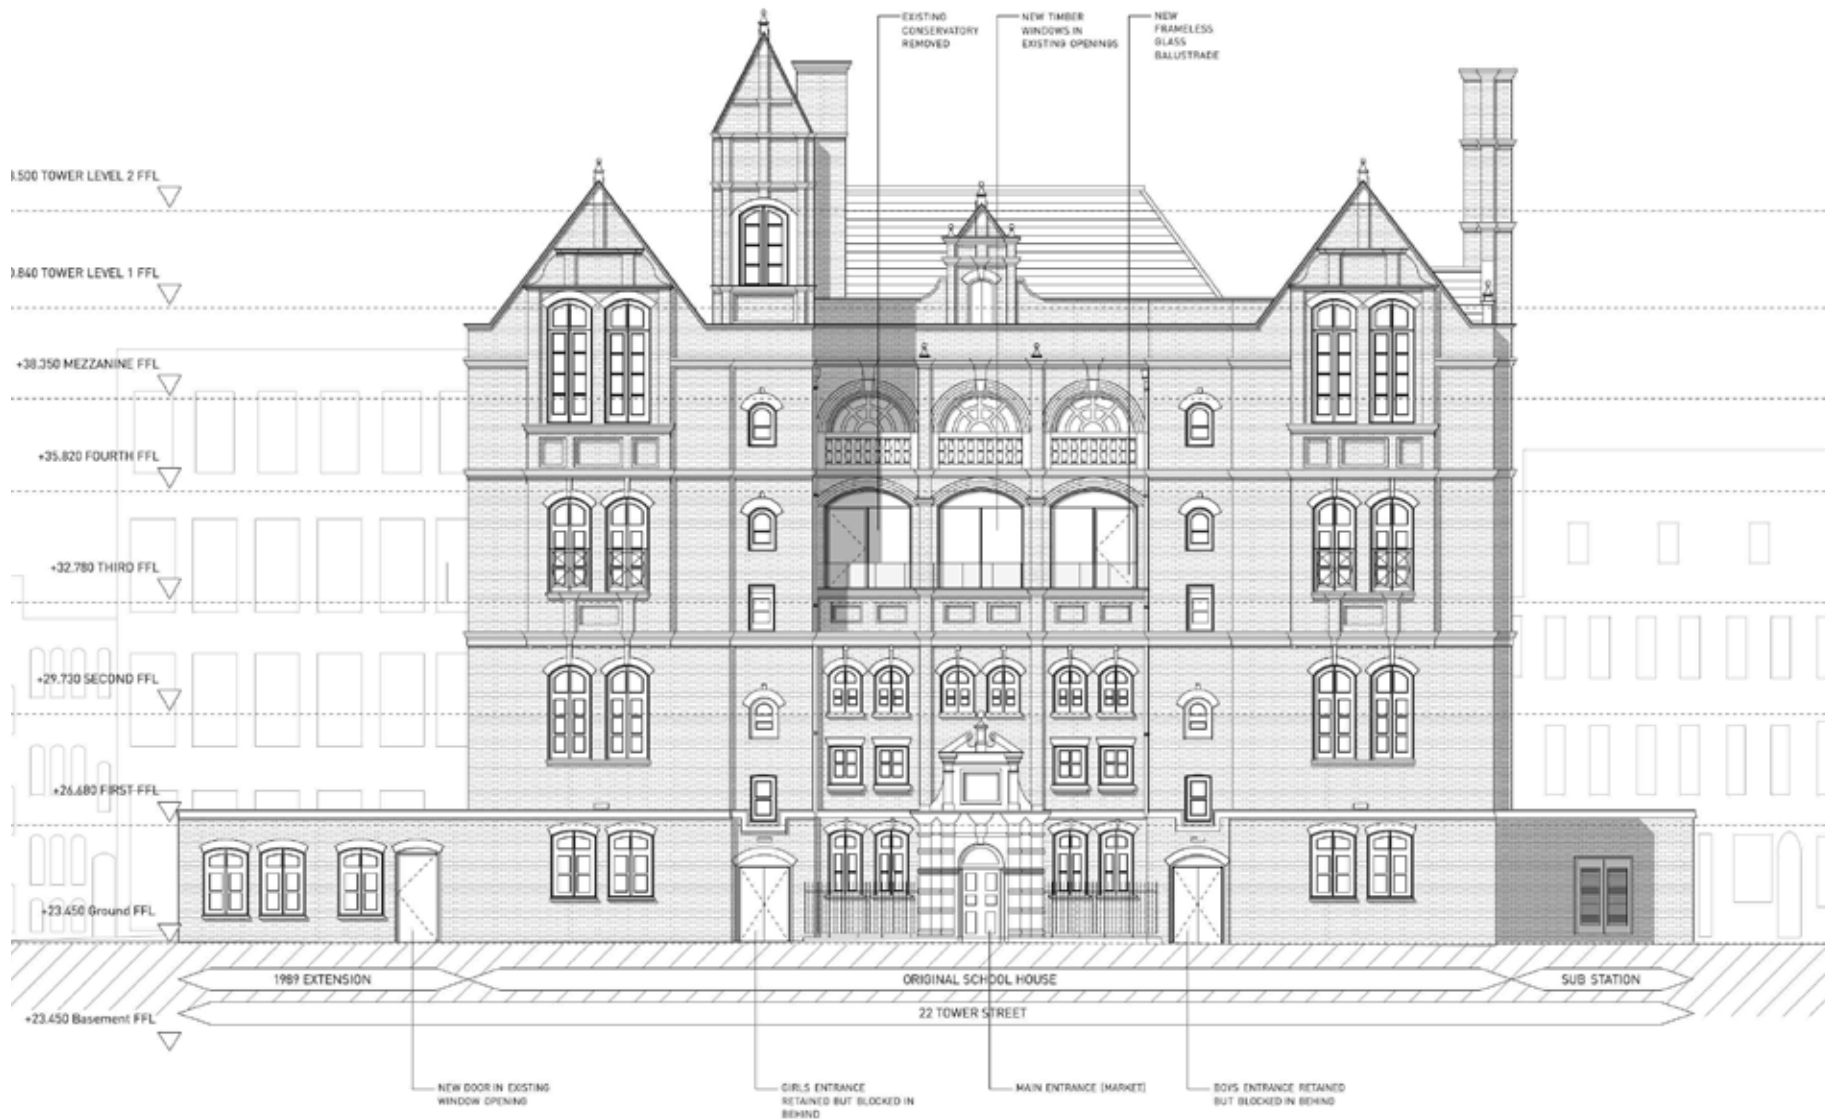 EXISTING
CONSERVATORY
REMOVED
NEW TIMBER
WINDOWS IN
EXISTING OPENINGS
NEW
FRAMELESS
GLASS
BALUSTRADE
.500 TOWER LEVEL 2 FFL
.840 TOWER LEVEL 1 FFL
+38.350 MEZZANINE FFL
+35.820 FOURTH FFL
+32.780 THIRD FFL
+29.730 SECOND FFL
+26.680 FIRST FFL
+23.450 Ground FFL
1989 EXTENSION
ORIGINAL SCHOOL HOUSE
SUB STATION
22 TOWER STREET
+23.450 Basement FFL
NEW DOOR IN EXISTING
WINDOW OPENING
GIRLS ENTRANCE
RETAINED BUT BLOCKED IN
BEHIND
MAIN ENTRANCE (MARKET)
BOYS ENTRANCE RETAINED
BUT BLOCKED IN BEHIND